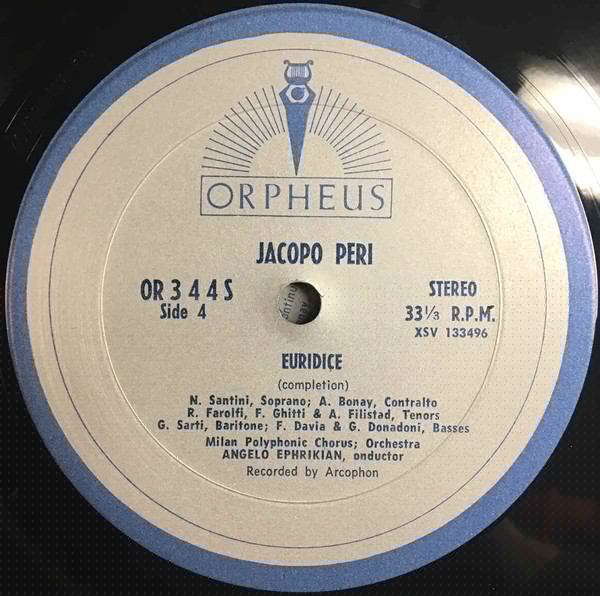 ORPHEUS
JACOPO PERI
OR 3 4 4 S
Side 4
STEREO
33⅓ R.P.M.
XSV 133496
EURIDICE
(completion)
N. Santini, Soprano; A. Bonay, Contralto
R. Farolfi, F. Ghitti & A. Filistad, Tenors
G. Sarti, Baritone; F. Davia & G. Donadoni, Basses
Milan Polyphonic Chorus; Orchestra
ANGELO EPHRIKIAN, onductor
Recorded by Arcophon